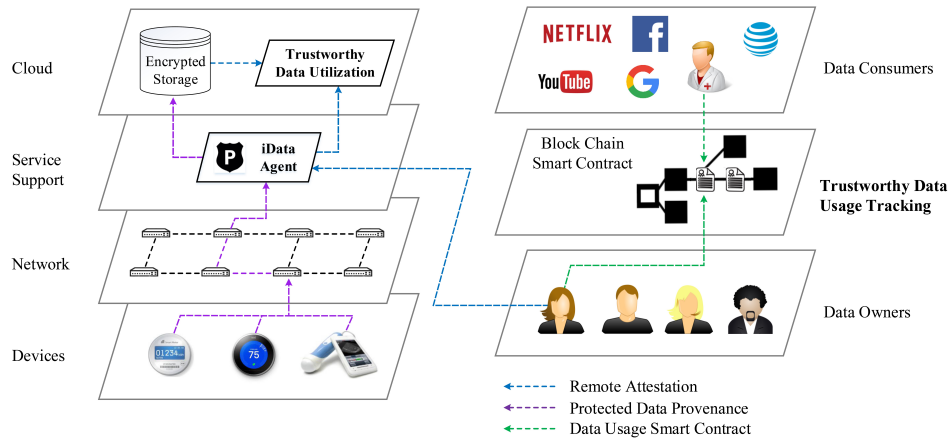 Cloud
Encrypted
Storage
Trustworthy
Data Utilization
Service
Support
P
iData
Agent
Network
Devices
01234
75
NETFLIX
f
YouTube
G
Data Consumers
Block Chain
Smart Contract
Trustworthy Data
Usage Tracking
Data Owners
Remote Attestation
Protected Data Provenance
Data Usage Smart Contract